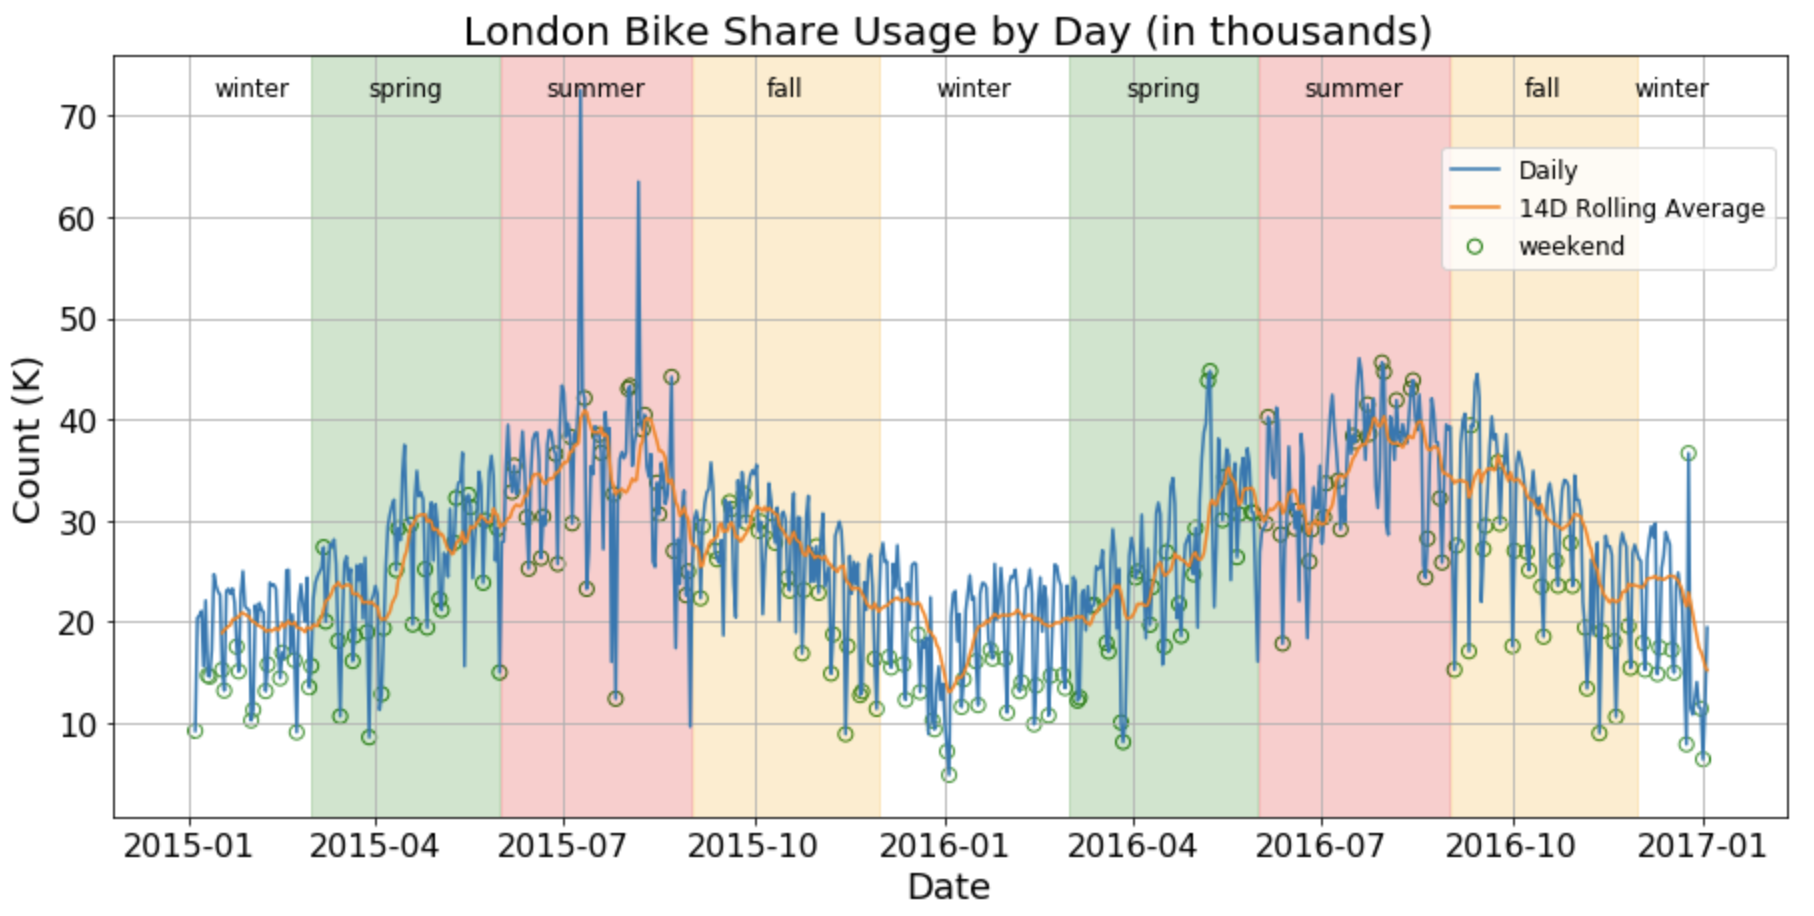 London Bike Share Usage by Day (in thousands)
winter spring summer fall winter spring summer fall winter
70
60
50
40
30
20
10
Count (K)
Daily
14D Rolling Average
weekend
2015-01 2015-04 2015-07 2015-10 2016-01 2016-04 2016-07 2016-10 2017-01
Date